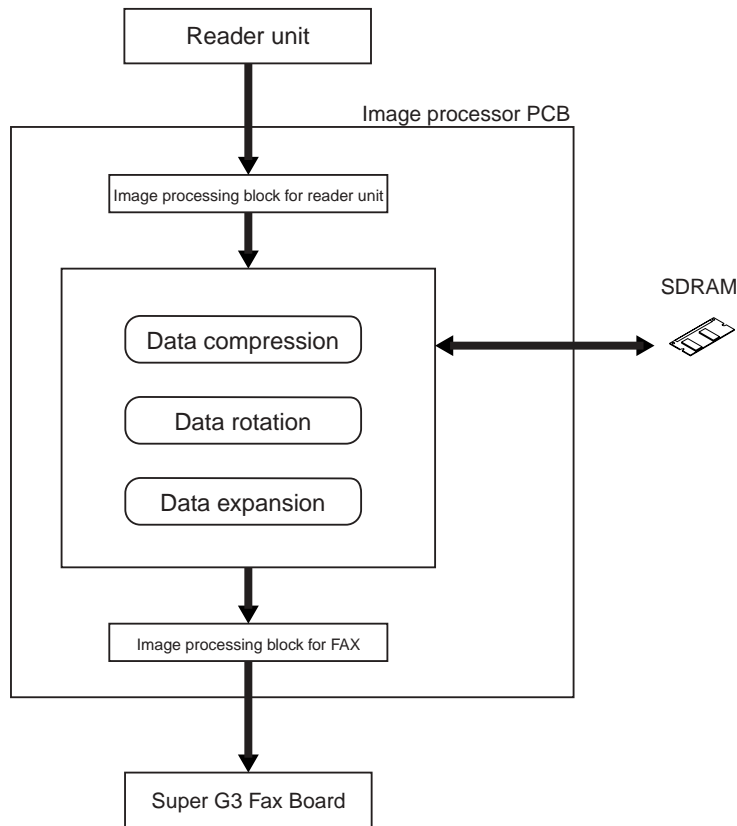 Reader unit
Image processor PCB
Image processing block for reader unit
SDRAM
Data compression
Data rotation
Data expansion
Image processing block for FAX
Super G3 Fax Board